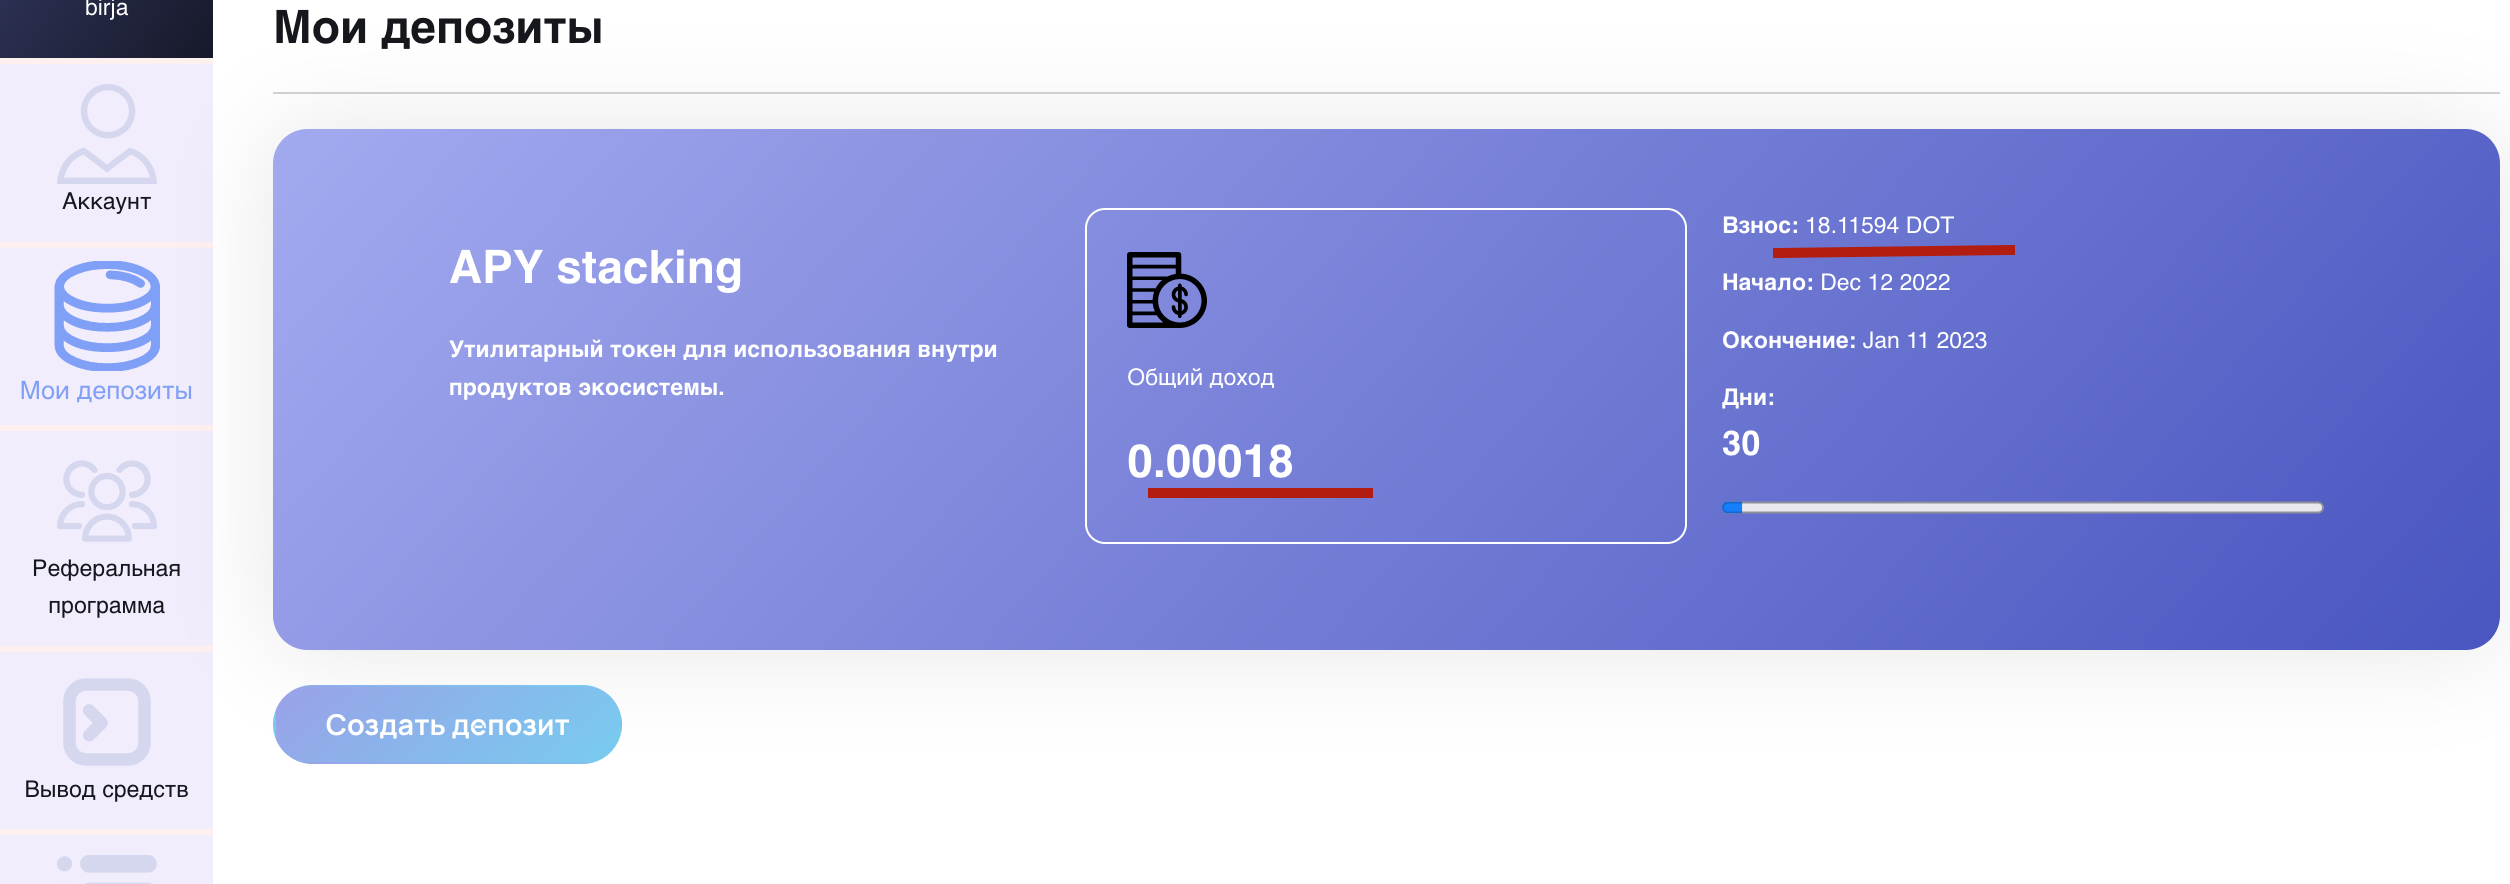 birja
Аккаунт
Мои депозиты
Реферальная
программа
Вывод средств
Мои депозиты
APY stacking
Утилитарный токен для использования внутри
продуктов экосистемы.
Общий доход
0.00018
Взнос: 18.11594 DOT
Начало: Dec 12 2022
Окончение: Jan 11 2023
Дни:
30
Создать депозит